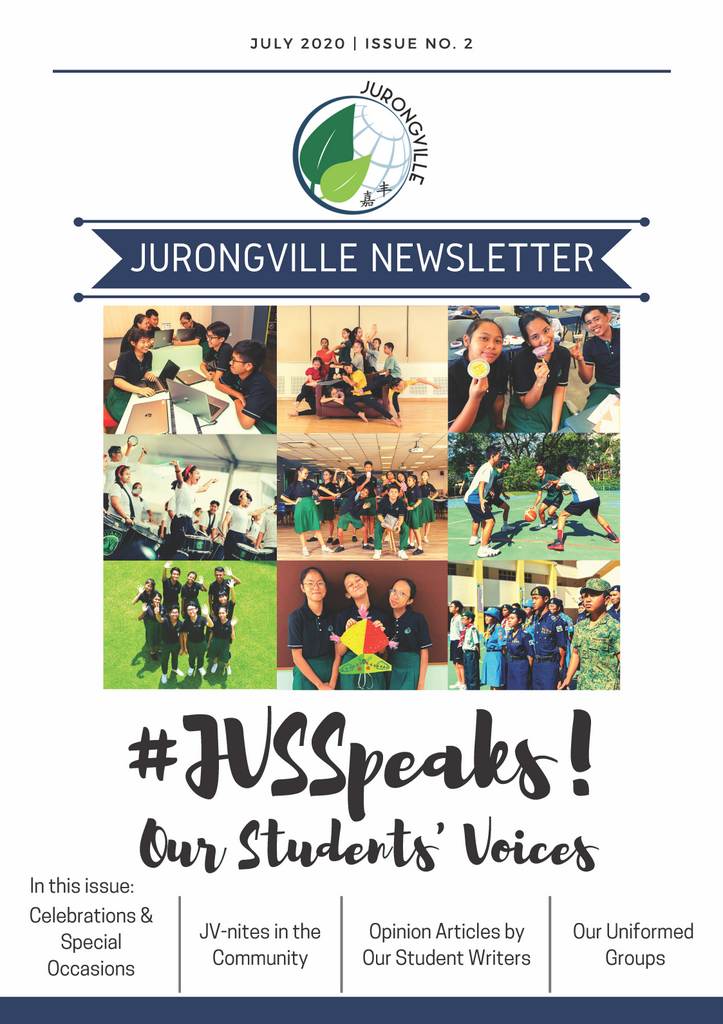 JULY 2020 | ISSUE NO. 2
JURONGVILLE
嘉丰
JURONGVILLE NEWSLETTER
#JVSSpeaks!
Our Students' Voices
In this issue:
Celebrations &
Special
Occasions
JV-nites in the
Community
Opinion Articles by
Our Student Writers
Our Uniformed
Groups